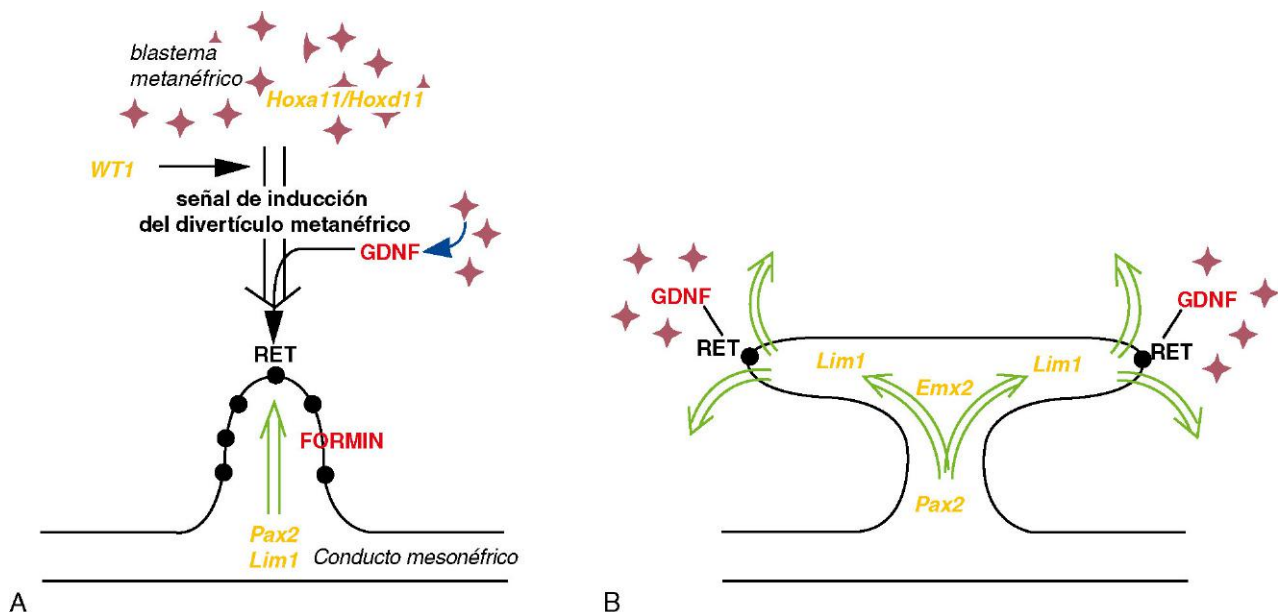 blastema
metanéfrico
Hoxa11/Hoxd11
WT1
señal de inducción
del divertículo metanéfrico
GDNF
RET
FORMIN
Pax2
Lim1
Conducto mesonéfrico
A
GDNF
RET
Lim1
Emx2
Lim1
GDNF
RET
Pax2
B